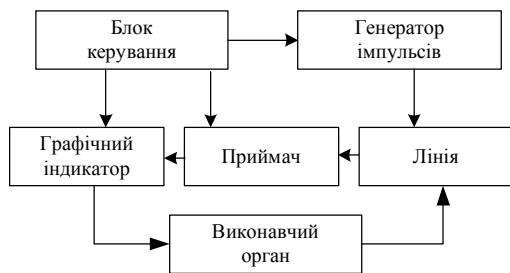 Блок
керування
Генератор
імпульсів
Графічний
індикатор
Приймач
Лінія
Виконавчий
орган